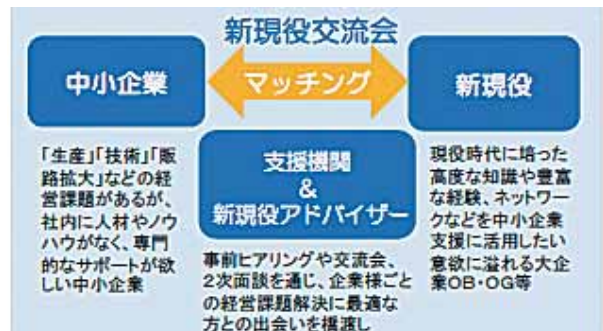 新現役交流会
中小企業
マッチング
新現役
「生産」「技術」「販
路拡大」などの経
営課題があるが、
社内に人材やノウ
ハウがなく、専門
的なサポートが欲
しい中小企業
支援機関
&
新現役アドバイザー
事前ヒアリングや交流会、
2次面談を通じ、企業様ごと
の経営課題解決に最適な
方との出会いを橋渡し
現役時代に培った
高度な知識や豊富
な経験、ネットワー
クなどを中小企業
支援に活用したい
意欲に溢れる大企
業OB・OG等